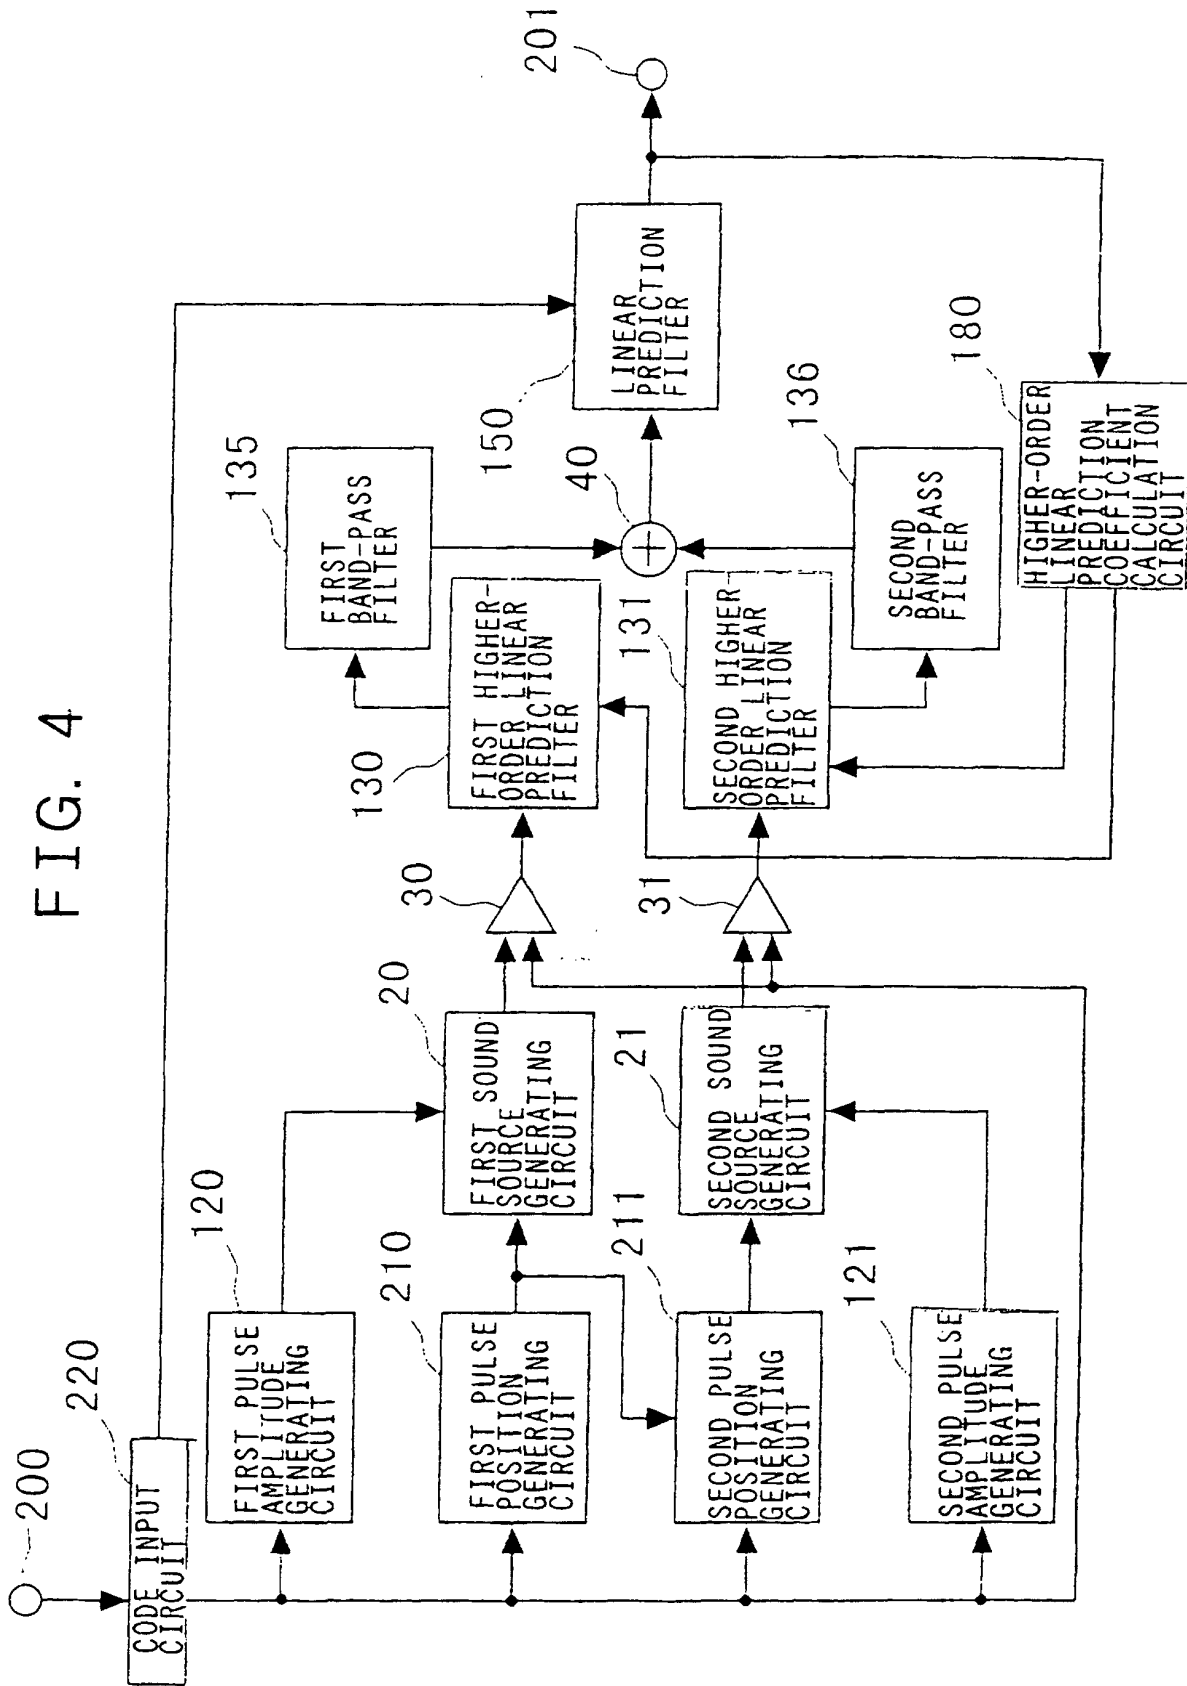 FIG. 4
200
220
CODE INPUT
CIRCUIT
120
FIRST PULSE
AMPLITUDE
GENERATING
CIRCUIT
210
FIRST PULSE
POSITION
GENERATING
CIRCUIT
211
SECOND PULSE
POSITION
GENERATING
CIRCUIT
121
SECOND PULSE
AMPLITUDE
GENERATING
CIRCUIT
20
FIRST SOUND
SOURCE
GENERATING
CIRCUIT
21
SECOND SOUND
SOURCE
GENERATING
CIRCUIT
30
31
130
FIRST HIGHER-
ORDER LINEAR
PREDICTION
FILTER
131
SECOND HIGHER-
ORDER LINEAR
PREDICTION
FILTER
135
FIRST
BAND-PASS
FILTER
136
SECOND
BAND-PASS
FILTER
40
150
LINEAR
PREDICTION
FILTER
180
HIGHER-ORDER
LINEAR
PREDICTION
COEFFICIENT
CALCULATION
CIRCUIT
201